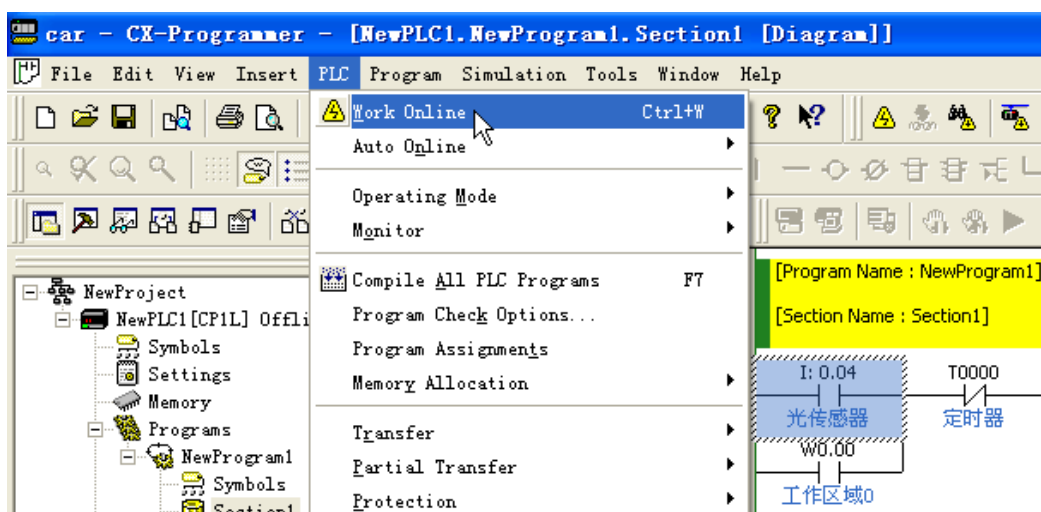 car - CX-Programmer - [NewPLC1.NewProgram1.Section1 [Diagram]]
File Edit View Insert PLC Program Simulation Tools Window Help
Work Online Ctrl+W
Auto Online
Operating Mode
Monitor
Compile All PLC Programs F7
Program Check Options...
Program Assignments
Memory Allocation
Transfer
Partial Transfer
Protection
NewProject
NewPLC1[CP1L] Offli
Symbols
Settings
Memory
Programs
NewProgram1
Symbols
Section1
[Program Name : NewProgram1]
[Section Name : Section1]
I: 0.04 T0000
光传感器 定时器
W0.00
工作区域0